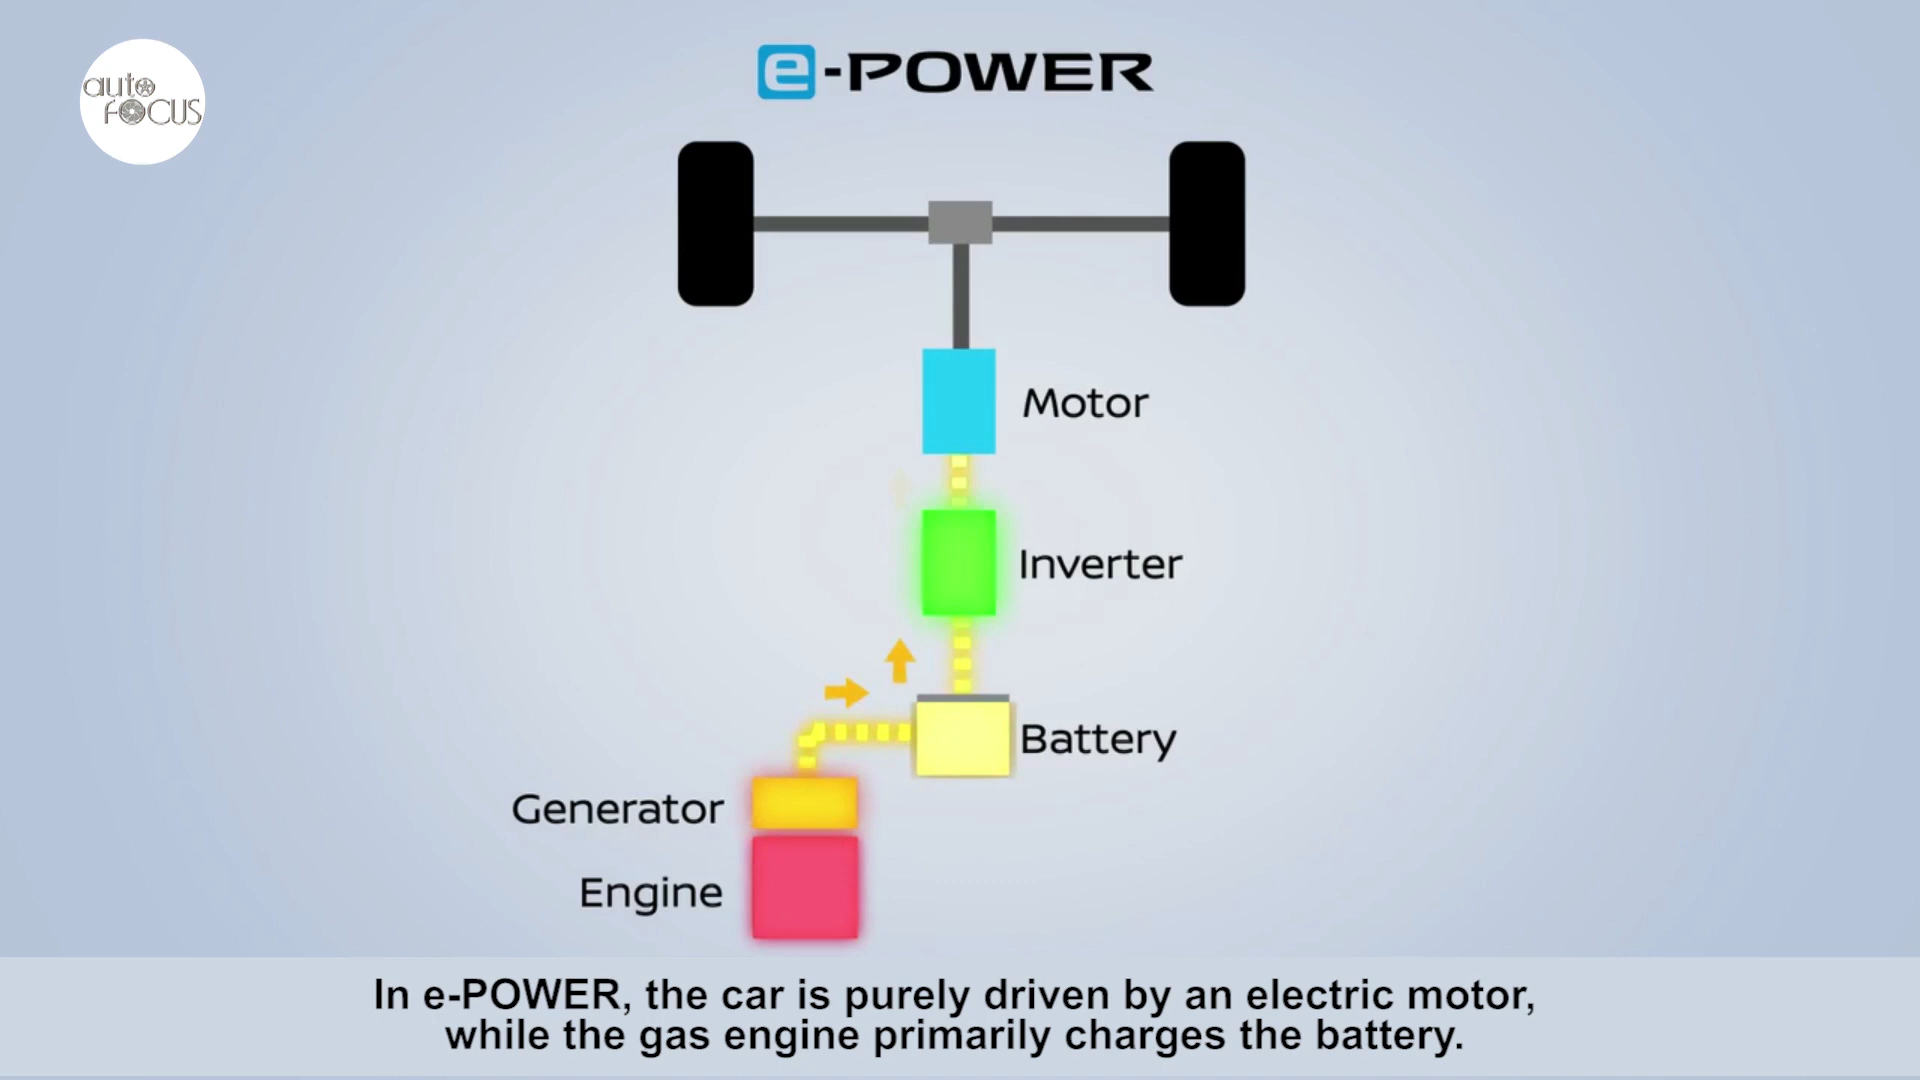 auto
FOCUS
e-POWER
Motor
Inverter
Battery
Generator
Engine
In e-POWER, the car is purely driven by an electric motor,
while the gas engine primarily charges the battery.